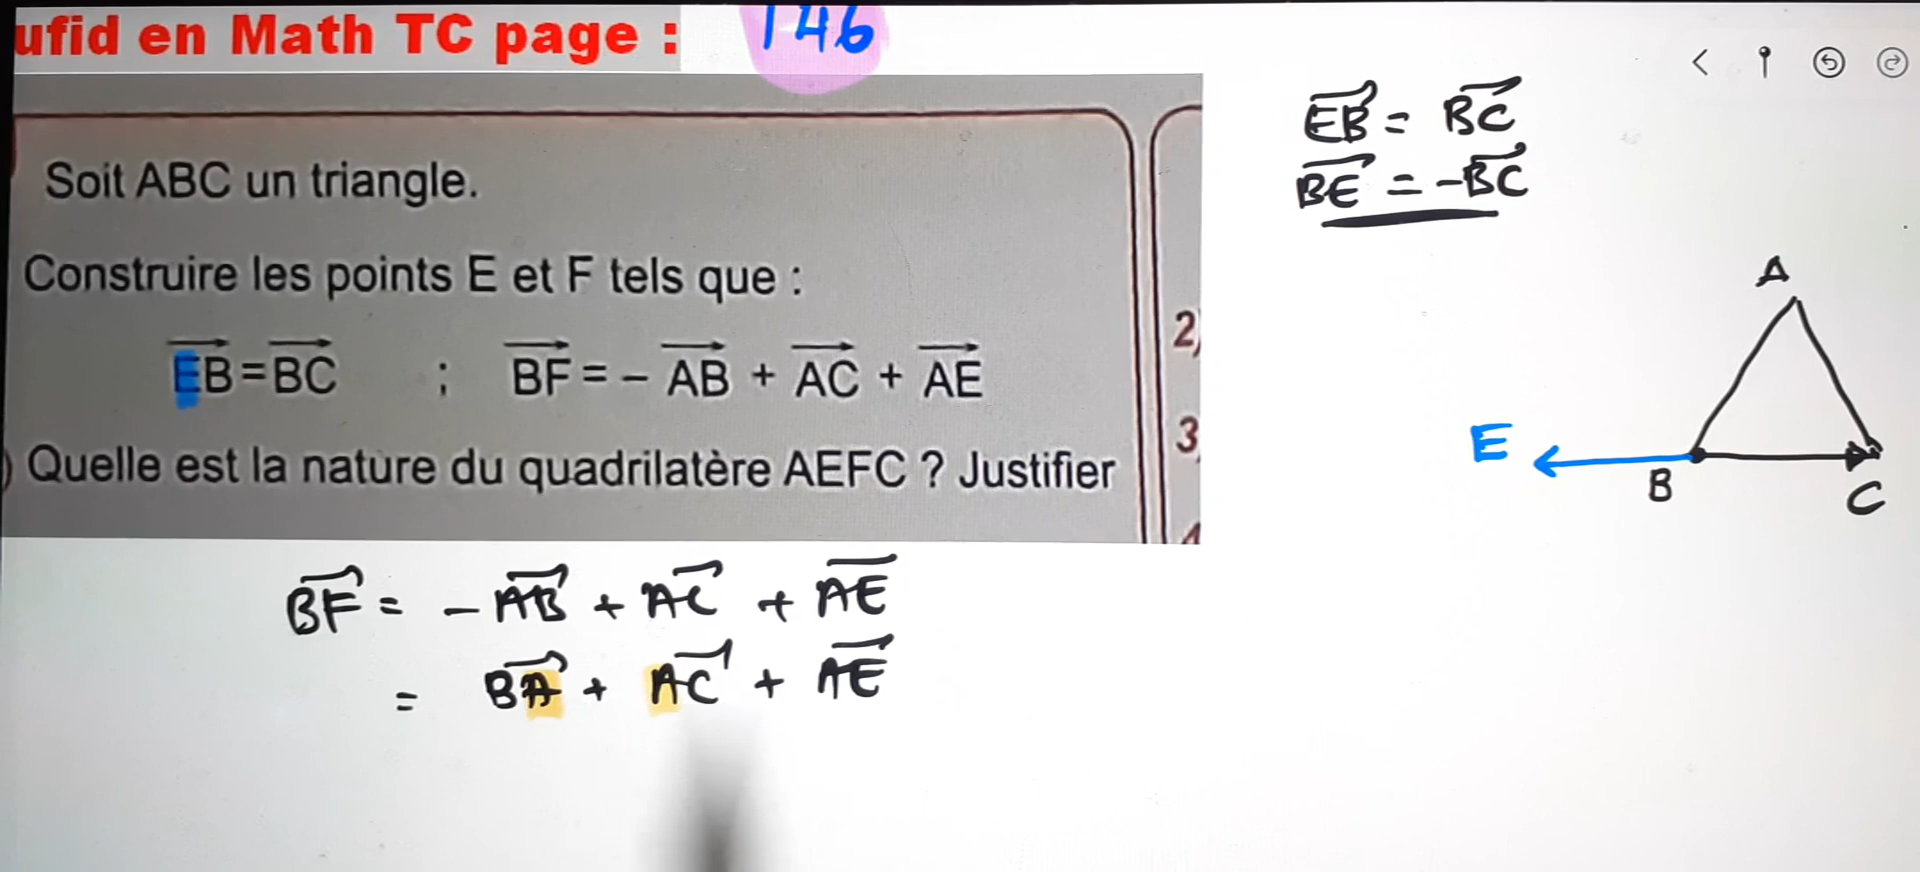 ufid en Math TC page : 146
Soit ABC un triangle.
Construire les points E et F tels que :
EB = BC ; BF = - AB + AC + AE
) Quelle est la nature du quadrilatère AEFC ? Justifier
2)
3
BF = - AB + AC + AE
= BA + AC + AE
EB = BC
BE = -BC
A
E
B
C